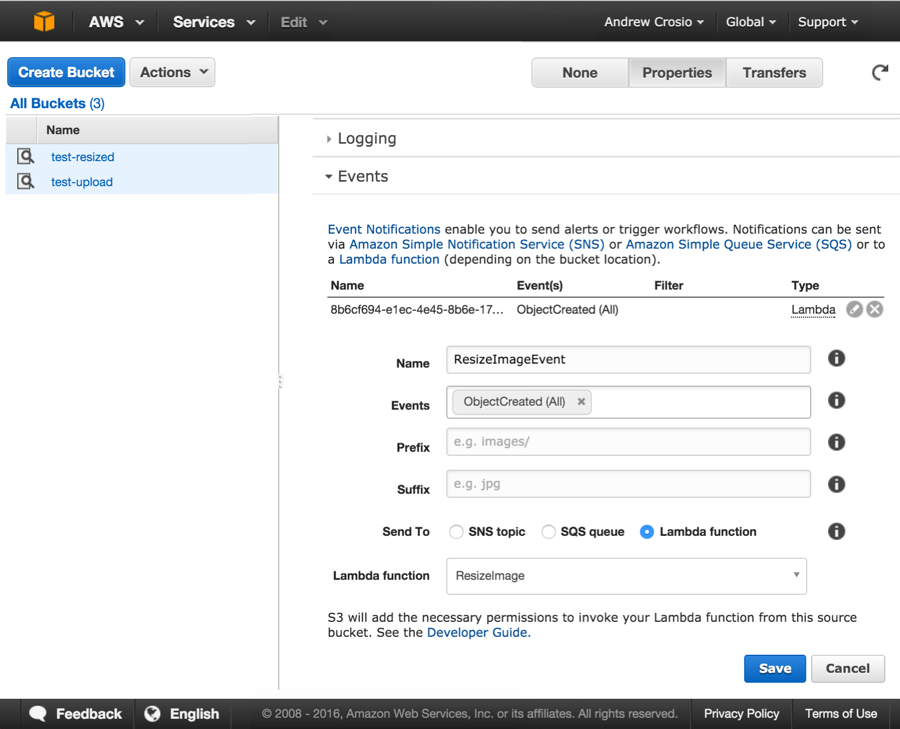 AWS Services Edit Andrew Crosio Global Support
Create Bucket Actions None Properties Transfers
All Buckets (3)
Name
test-resized
test-upload
Logging
Events
Event Notifications enable you to send alerts or trigger workflows. Notifications can be sent
via Amazon Simple Notification Service (SNS) or Amazon Simple Queue Service (SQS) or to
a Lambda function (depending on the bucket location).
Name Event(s) Filter Type
8b6cf694-e1ec-4e45-8b6e-17... ObjectCreated (All) Lambda
Name ResizeImageEvent
Events ObjectCreated (All) ×
Prefix e.g. images/
Suffix e.g. jpg
Send To SNS topic SQS queue Lambda function
Lambda function ResizeImage
S3 will add the necessary permissions to invoke your Lambda function from this source
bucket. See the Developer Guide.
Save Cancel
Feedback English © 2008 - 2016, Amazon Web Services, Inc. or its affiliates. All rights reserved. Privacy Policy Terms of Use